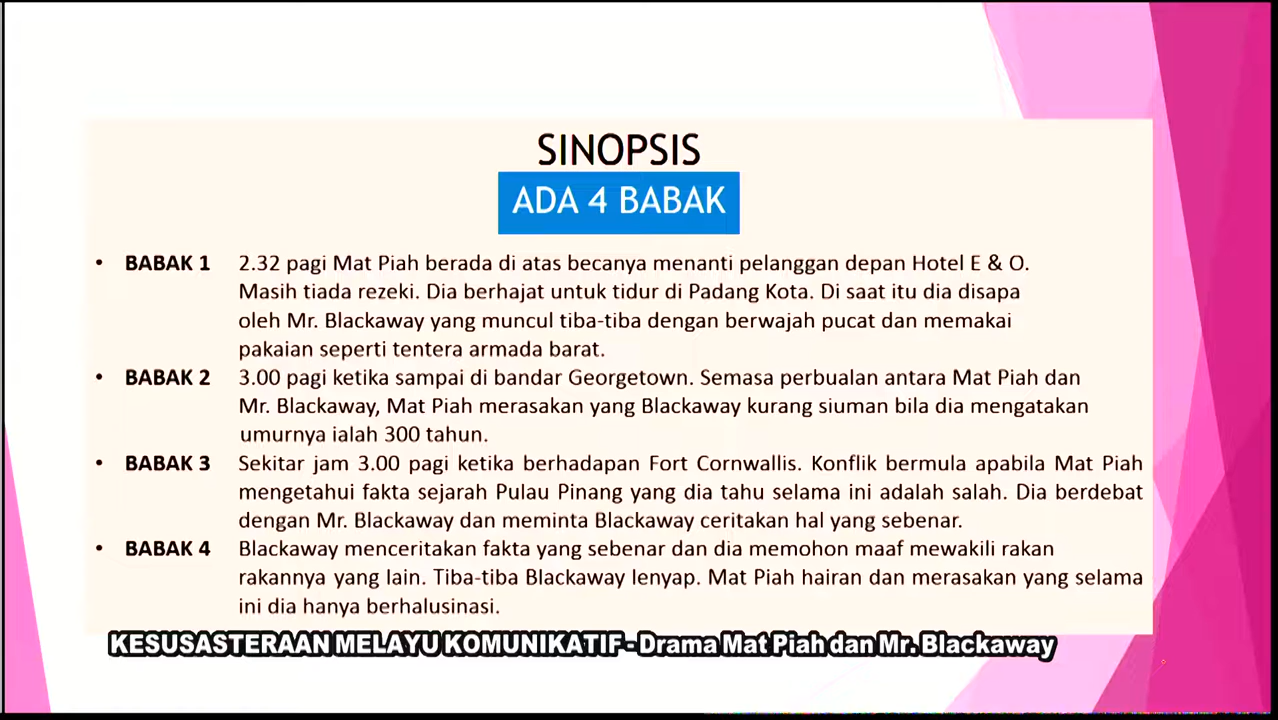 SINOPSIS
ADA 4 BABAK
• BABAK 1 2.32 pagi Mat Piah berada di atas becanya menanti pelanggan depan Hotel E & O.
Masih tiada rezeki. Dia berhajat untuk tidur di Padang Kota. Di saat itu dia disapa
oleh Mr. Blackaway yang muncul tiba-tiba dengan berwajah pucat dan memakai
pakaian seperti tentera armada barat.
• BABAK 2 3.00 pagi ketika sampai di bandar Georgetown. Semasa perbualan antara Mat Piah dan
Mr. Blackaway, Mat Piah merasakan yang Blackaway kurang siuman bila dia mengatakan
umurnya ialah 300 tahun.
• BABAK 3 Sekitar jam 3.00 pagi ketika berhadapan Fort Cornwallis. Konflik bermula apabila Mat Piah
mengetahui fakta sejarah Pulau Pinang yang dia tahu selama ini adalah salah. Dia berdebat
dengan Mr. Blackaway dan meminta Blackaway ceritakan hal yang sebenar.
• BABAK 4 Blackaway menceritakan fakta yang sebenar dan dia memohon maaf mewakili rakan
rakannya yang lain. Tiba-tiba Blackaway lenyap. Mat Piah hairan dan merasakan yang selama
ini dia hanya berhalusinasi.
KESUSASTERAAN MELAYU KOMUNIKATIF - Drama Mat Piah dan Mr. Blackaway